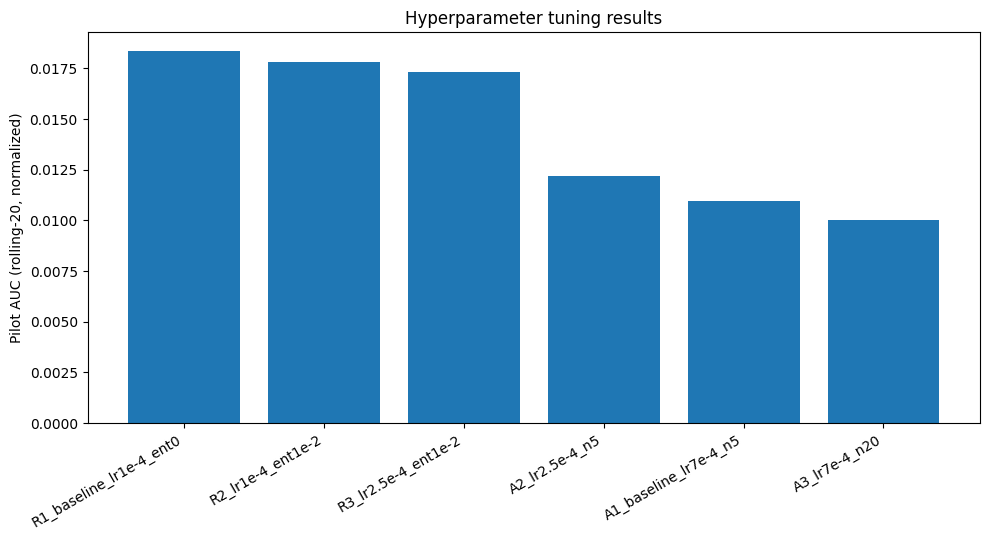 Hyperparameter tuning results
Pilot AUC (rolling-20, normalized)
0.0175
0.0150
0.0125
0.0100
0.0075
0.0050
0.0025
0.0000
R1_baseline_lr1e-4_ent0
R2_lr1e-4_ent1e-2
R3_lr2.5e-4_ent1e-2
A2_lr2.5e-4_n5
A1_baseline_lr7e-4_n5
A3_lr7e-4_n20